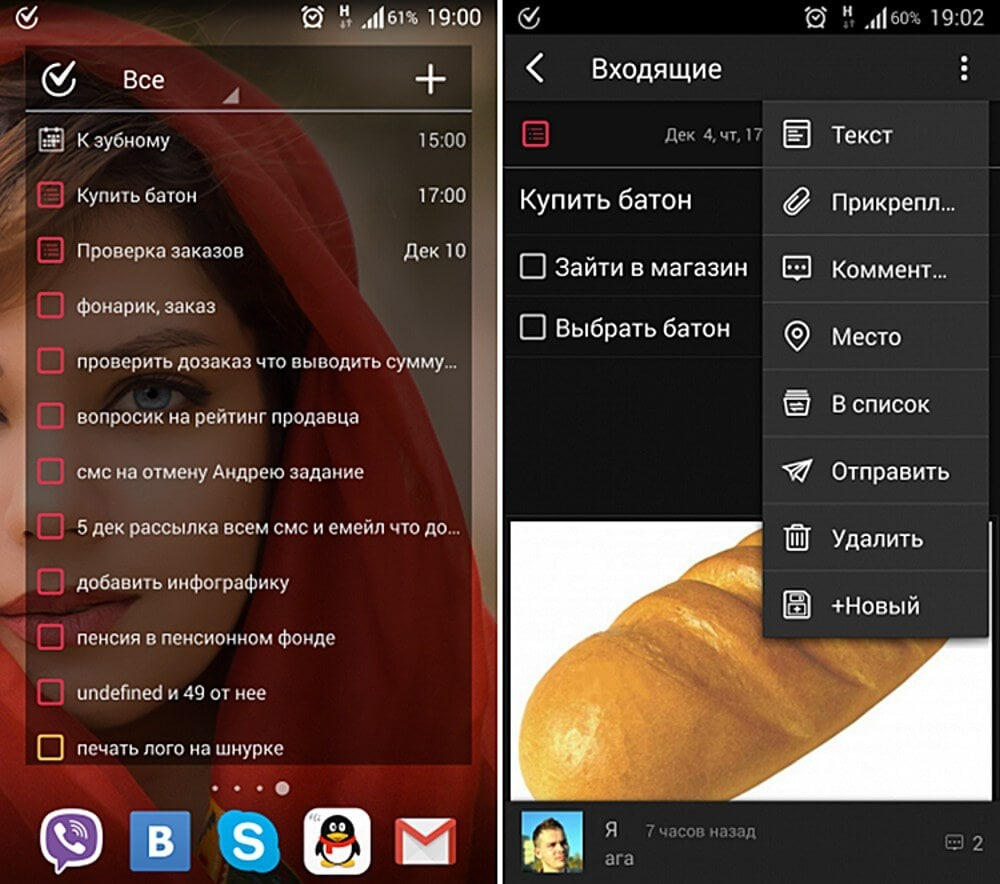 61% 19:00
Все
К зубному 15:00
Купить батон 17:00
Проверка заказов Дек 10
фонарик, заказ
проверить дозаказ что выводить сумму...
вопросик на рейтинг продавца
смс на отмену Андрею задание
5 дек рассылка всем смс и емейл что до...
добавить инфографику
пенсия в пенсионном фонде
undefined и 49 от нее
печать лого на шнурке
B
S
Hi
H 60% 19:02
Входящие
Дек 4, чт, 17
Купить батон
Зайти в магазин
Выбрать батон
Текст
Прикрепл...
Коммент...
Место
В список
Отправить
Удалить
+Новый
Я 7 часов назад
ага
2